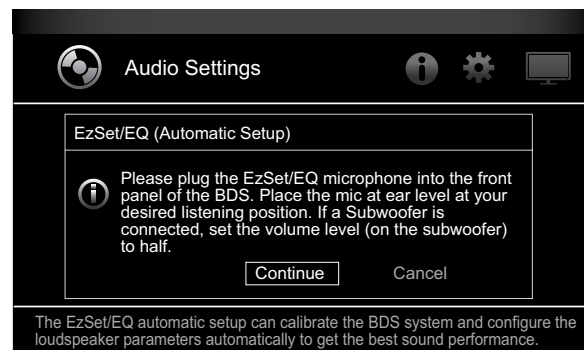 Audio Settings
EzSet/EQ (Automatic Setup)
Please plug the EzSet/EQ microphone into the front
panel of the BDS. Place the mic at ear level at your
desired listening position. If a Subwoofer is
connected, set the volume level (on the subwoofer)
to half.
Continue Cancel
The EzSet/EQ automatic setup can calibrate the BDS system and configure the
loudspeaker parameters automatically to get the best sound performance.